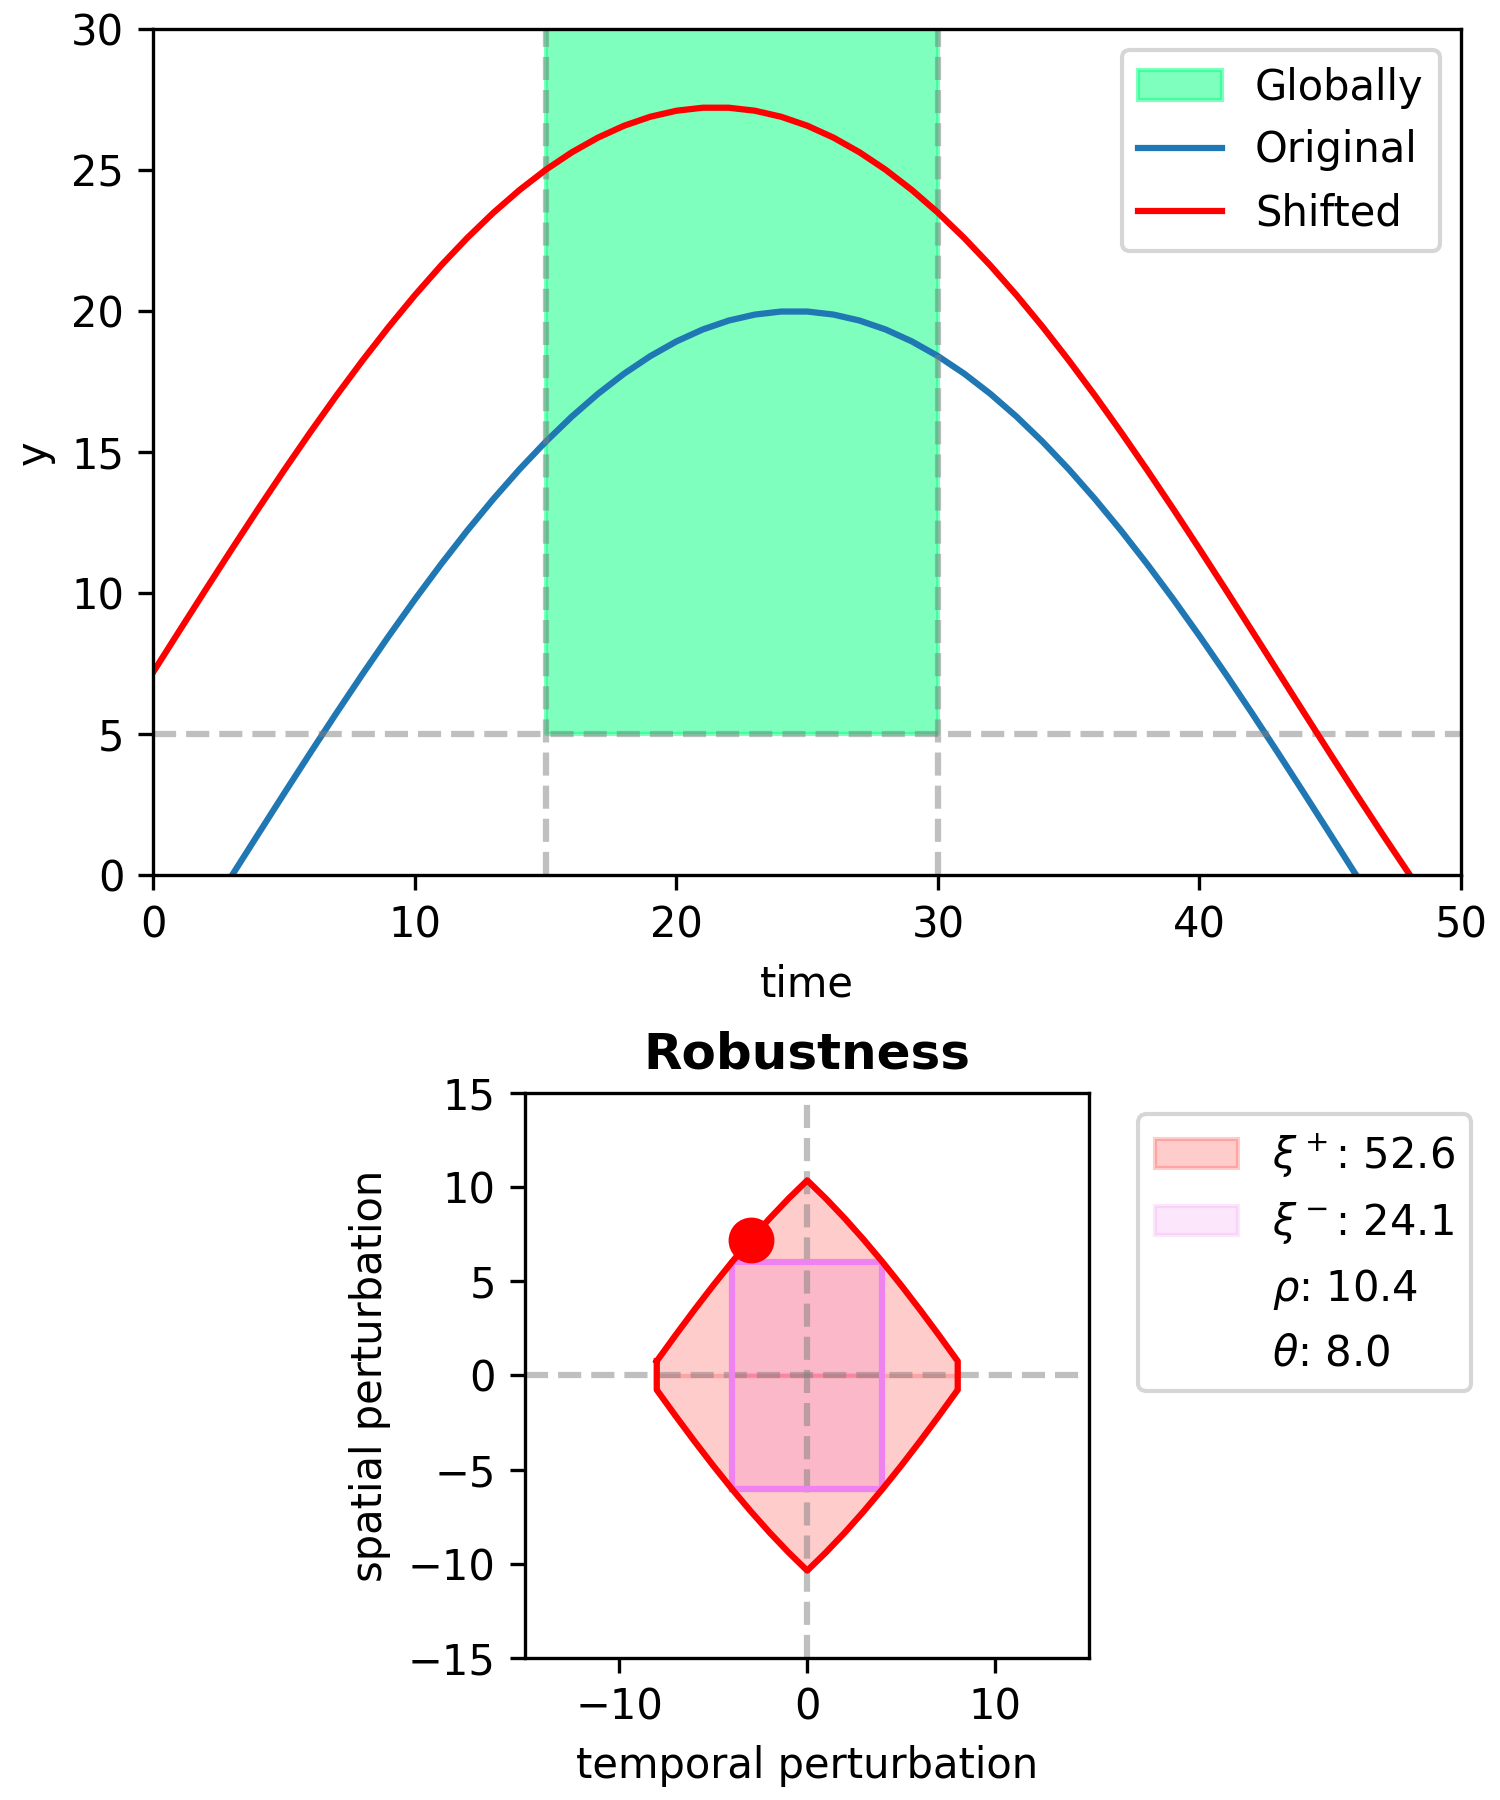 30
25
20
15
10
5
0
y
0 10 20 30 40 50
time
Globally
Original
Shifted
Robustness
15
10
5
0
−5
−10
−15
spatial perturbation
−10 0 10
temporal perturbation
ξ⁺: 52.6
ξ⁻: 24.1
ρ: 10.4
θ: 8.0